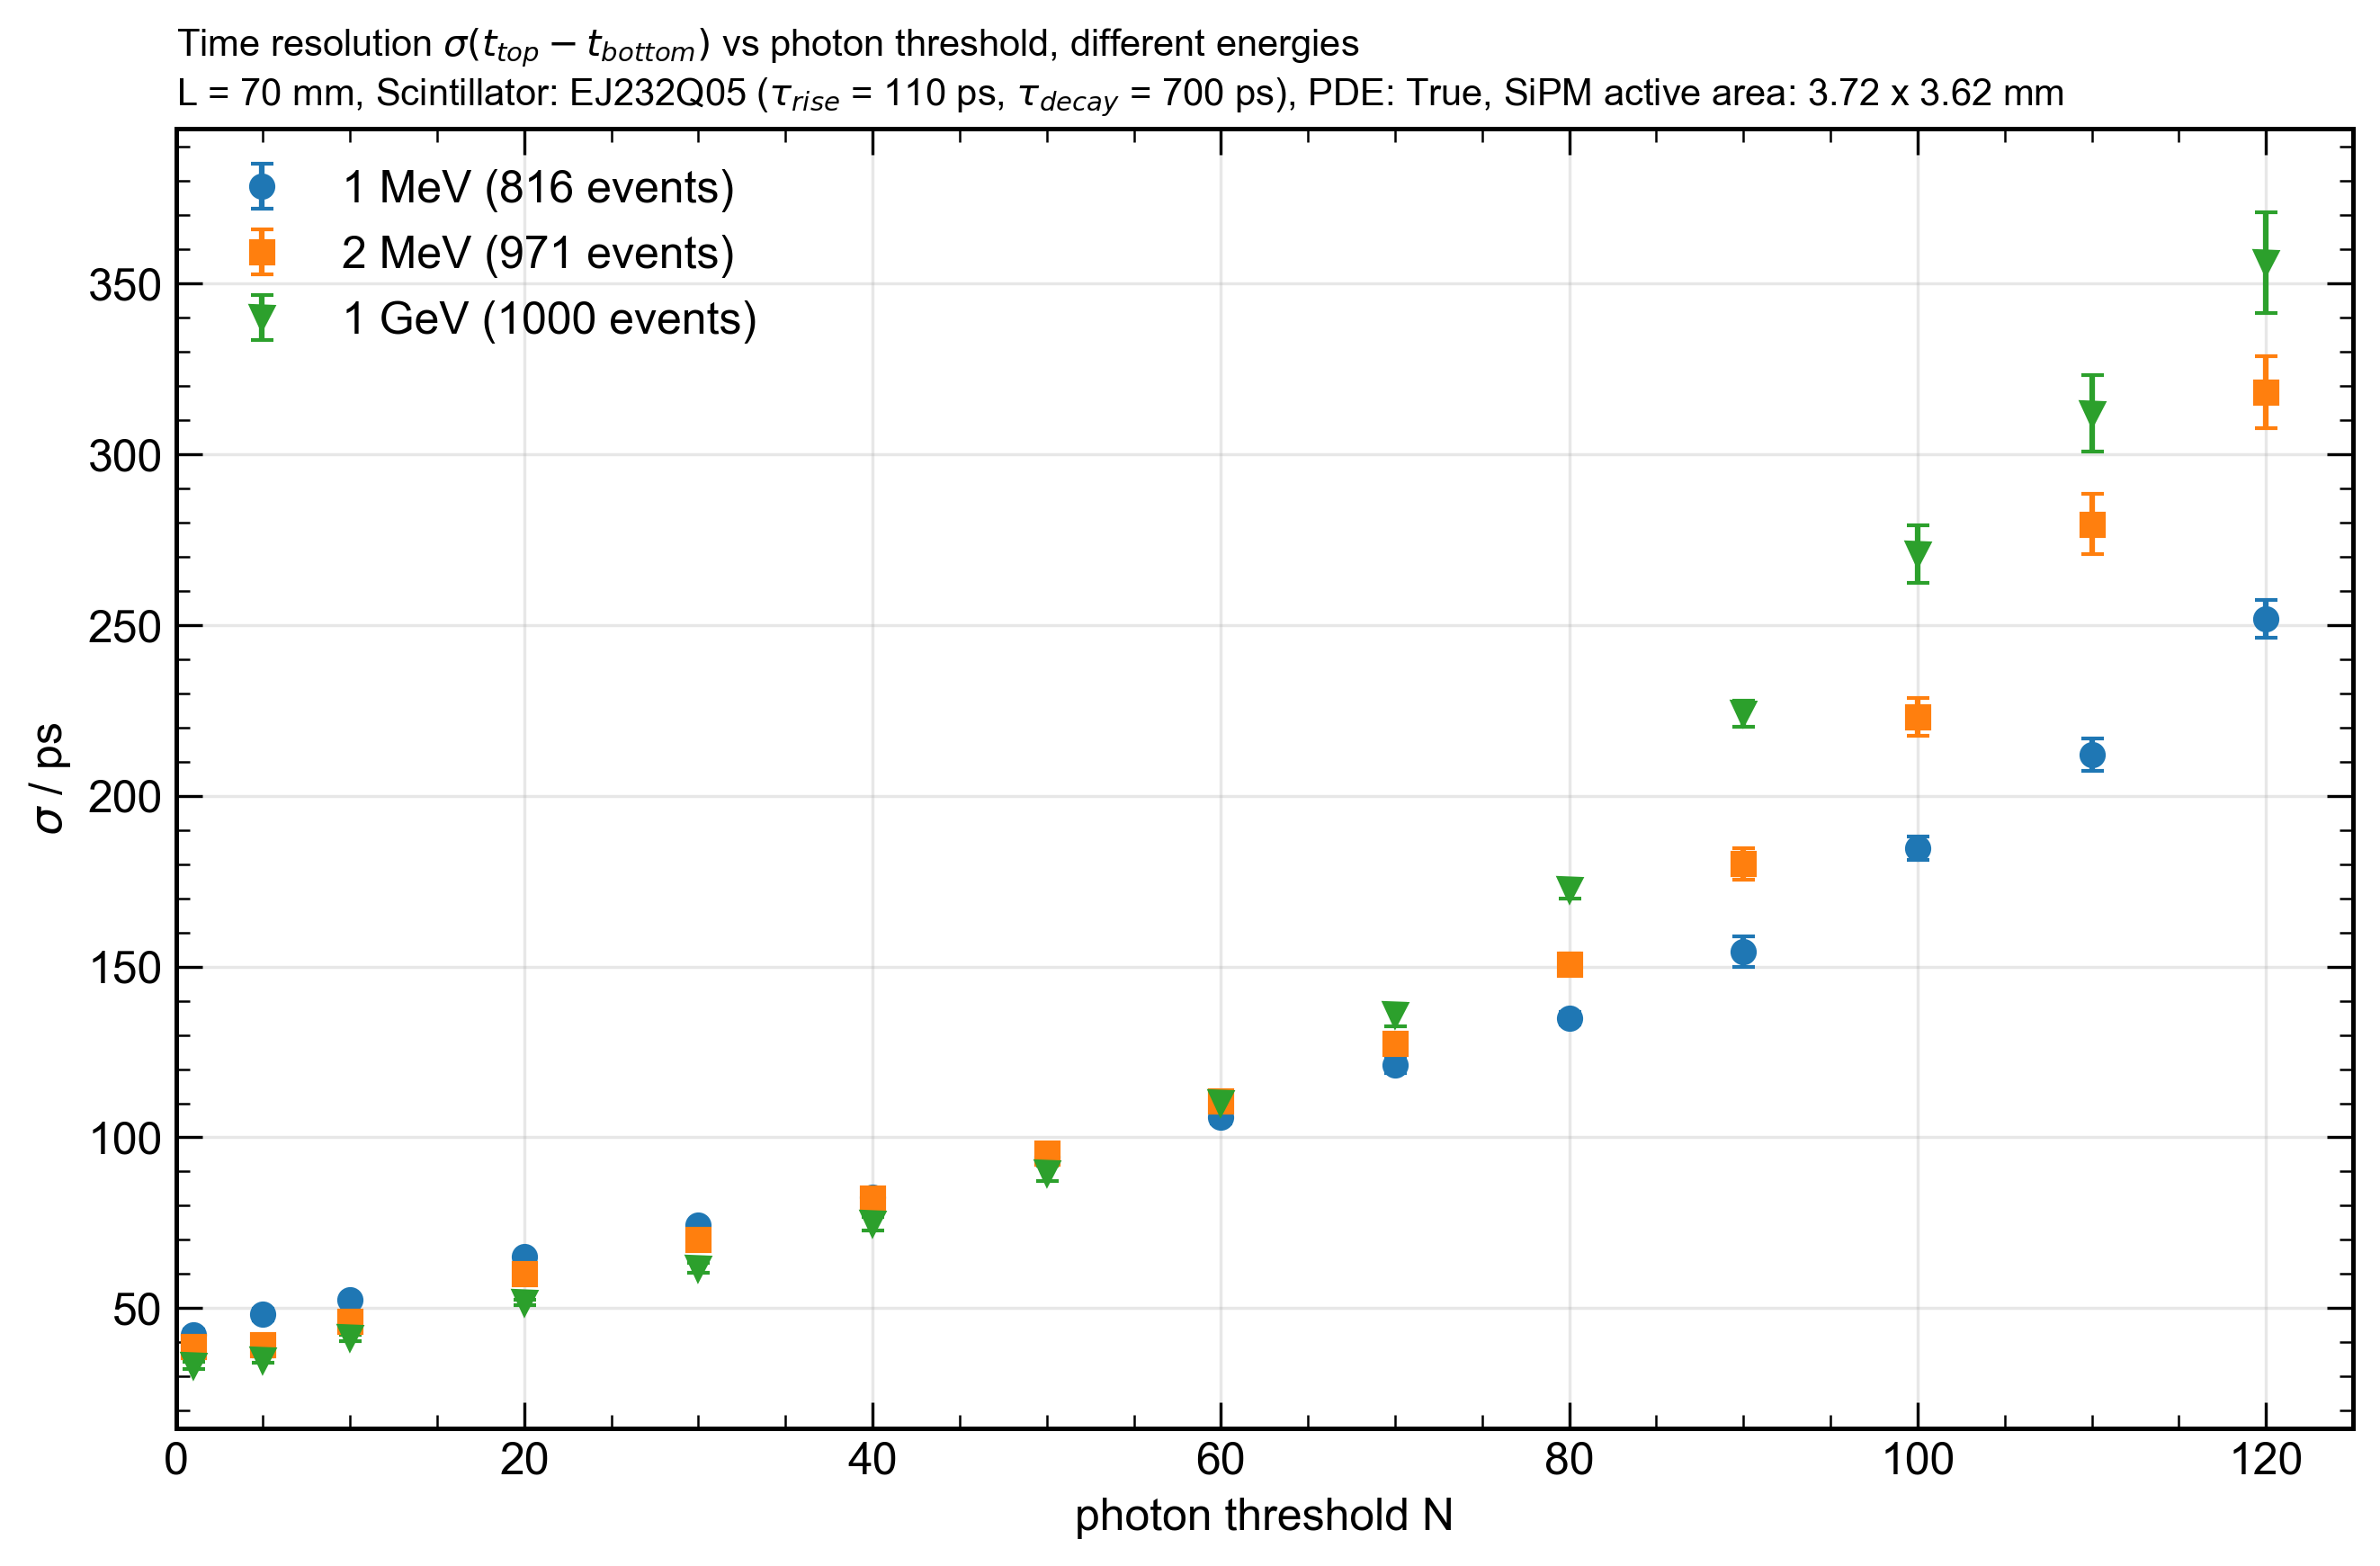 Time resolution σ(t_top − t_bottom) vs photon threshold, different energies
L = 70 mm, Scintillator: EJ232Q05 (τ_rise = 110 ps, τ_decay = 700 ps), PDE: True, SiPM active area: 3.72 x 3.62 mm
1 MeV (816 events)
2 MeV (971 events)
1 GeV (1000 events)
350
300
250
200
150
100
50
σ / ps
0 20 40 60 80 100 120
photon threshold N